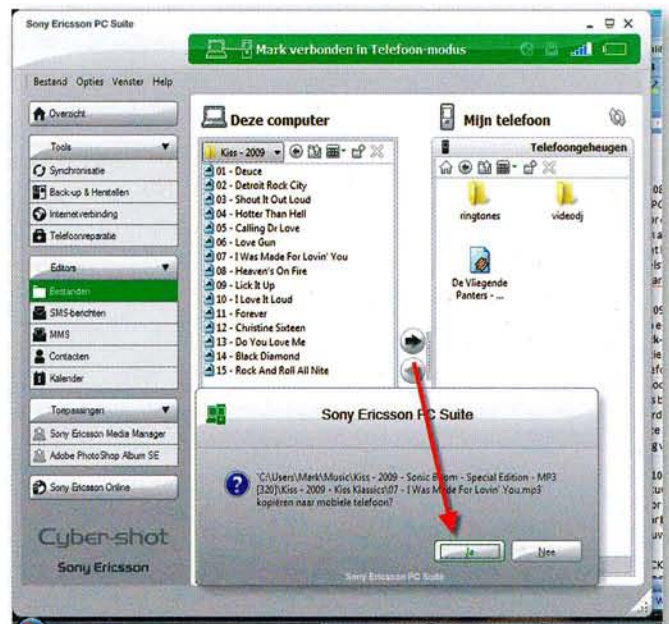 Sony Ericsson PC Suite
Mark verbonden in Telefoon-modus
Bestand Opties Venster Help
Overzicht
Tools
Synchronisatie
Back-up & Herstellen
Internetverbinding
Telefoonreparatie
Editors
Bestanden
SMS-berichten
MMS
Contacten
Kalender
Toepassingen
Sony Ericsson Media Manager
Adobe PhotoShop Album SE
Sony Ericsson Online
Cyber-shot
Sony Ericsson
Deze computer
Kiss - 2009
01 - Deuce
02 - Detroit Rock City
03 - Shout It Out Loud
04 - Hotter Than Hell
05 - Calling Dr Love
06 - Love Gun
07 - I Was Made For Lovin' You
08 - Heaven's On Fire
09 - Lick It Up
10 - I Love It Loud
11 - Forever
12 - Christine Sixteen
13 - Do You Love Me
14 - Black Diamond
15 - Rock And Roll All Nite
Mijn telefoon
Telefoongeheugen
ringtones
videodj
De Vliegende
Panters - ...
Sony Ericsson PC Suite
'C:\Users\Mark\Music\Kiss - 2009 - Sonic Boom - Special Edition - MP3
[320]\Kiss - 2009 - Kiss Klassics\07 - I Was Made For Lovin' You.mp3'
kopiëren naar mobiele telefoon?
Ja
Nee
Sony Ericsson PC Suite